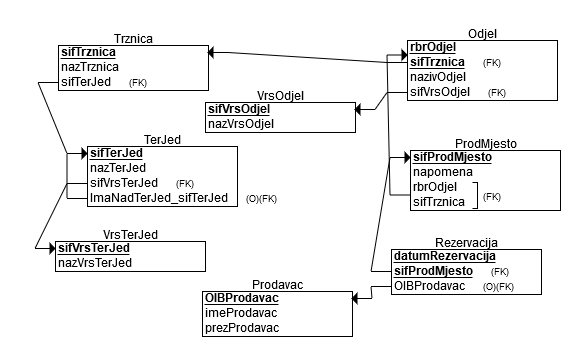 Trznica
sifTrznica
nazTrznica
sifTerJed (FK)
Odjel
rbrOdjel
sifTrznica (FK)
nazivOdjel
sifVrsOdjel (FK)
VrsOdjel
sifVrsOdjel
nazVrsOdjel
TerJed
sifTerJed
nazTerJed
sifVrsTerJed (FK)
ImaNadTerJed_sifTerJed (O)(FK)
ProdMjesto
sifProdMjesto
napomena
rbrOdjel
sifTrznica (FK)
VrsTerJed
sifVrsTerJed
nazVrsTerJed
Rezervacija
datumRezervacija
sifProdMjesto (FK)
OIBProdavac (O)(FK)
Prodavac
OIBProdavac
imeProdavac
prezProdavac